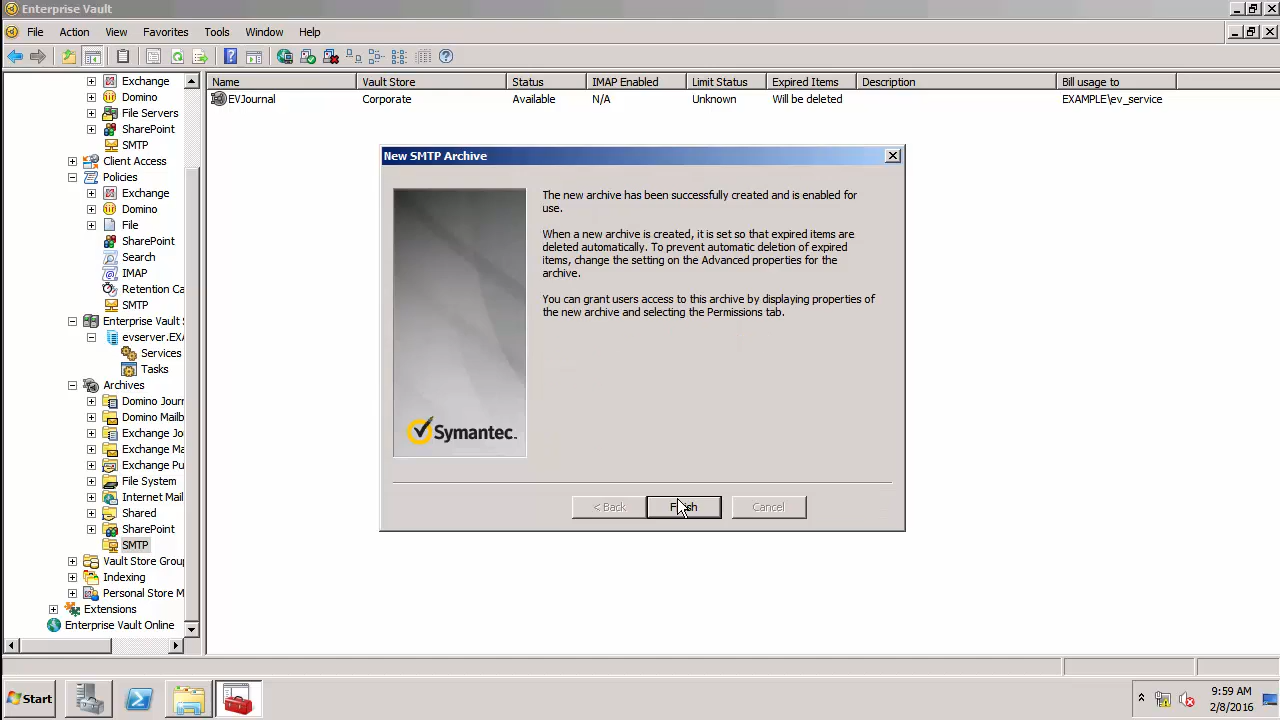 Enterprise Vault
File Action View Favorites Tools Window Help
Exchange
Domino
File Servers
SharePoint
SMTP
Client Access
Policies
Exchange
Domino
File
SharePoint
Search
IMAP
Retention Ca
SMTP
Enterprise Vault S
evserver.EXA
Services
Tasks
Archives
Domino Journ
Domino Mailb
Exchange Jo
Exchange Ma
Exchange Pu
File System
Internet Mail
Shared
SharePoint
SMTP
Vault Store Group
Indexing
Personal Store M
Extensions
Enterprise Vault Online
Name Vault Store Status IMAP Enabled Limit Status Expired Items Description Bill usage to
EVJournal Corporate Available N/A Unknown Will be deleted EXAMPLE\ev_service
New SMTP Archive
The new archive has been successfully created and is enabled for
use.
When a new archive is created, it is set so that expired items are
deleted automatically. To prevent automatic deletion of expired
items, change the setting on the Advanced properties for the
archive.
You can grant users access to this archive by displaying properties of
the new archive and selecting the Permissions tab.
Symantec.
< Back Finish Cancel
Start
9:59 AM
2/8/2016